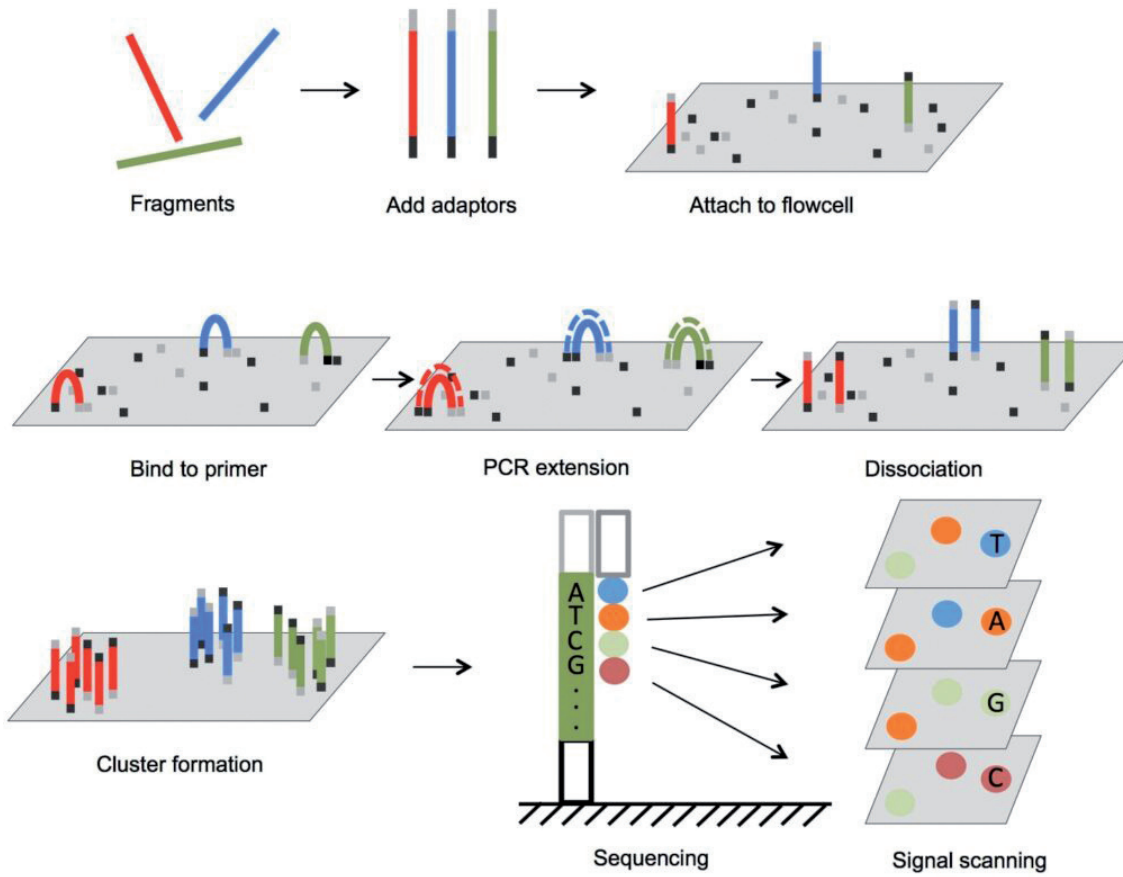 Fragments
Add adaptors
Attach to flowcell
Bind to primer
PCR extension
Dissociation
A
T
C
G
.
.
.
T
A
G
C
Cluster formation
Sequencing
Signal scanning